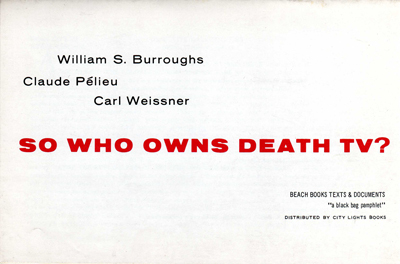 William S. Burroughs
Claude Pélieu
Carl Weissner
SO WHO OWNS DEATH TV?
BEACH BOOKS TEXTS & DOCUMENTS
"a black bag pamphlet"
DISTRIBUTED BY CITY LIGHTS BOOKS